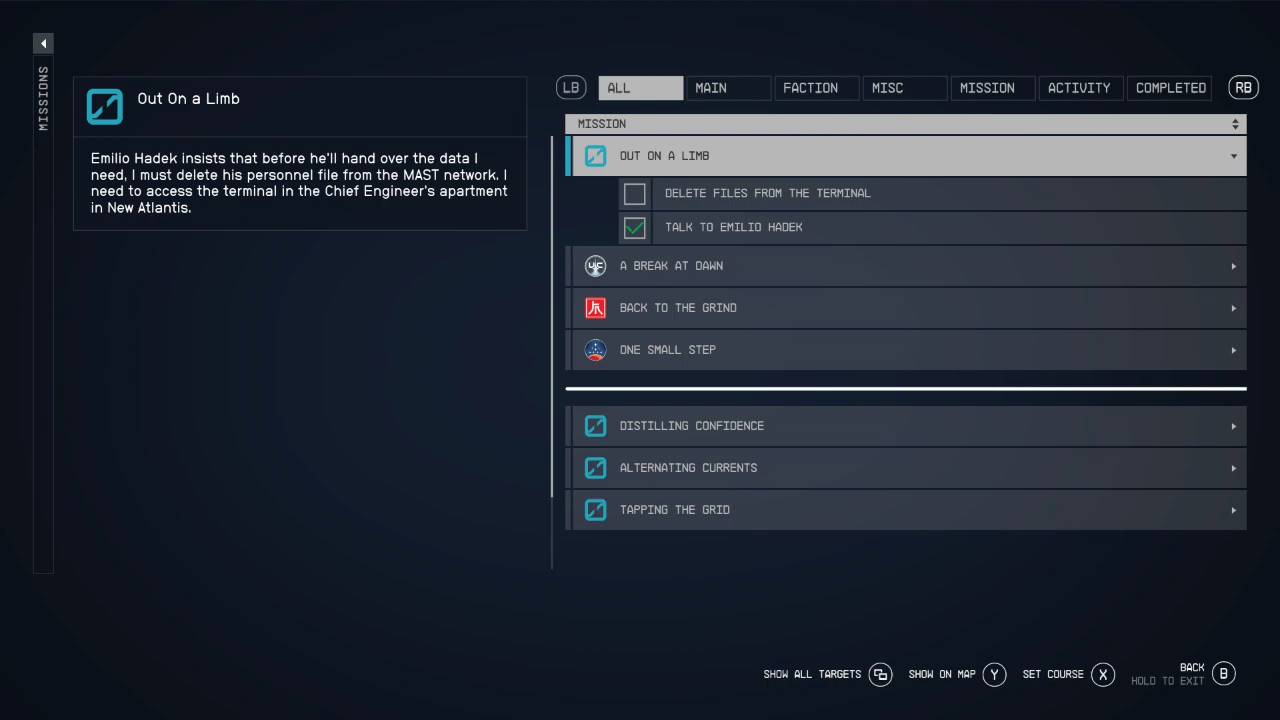 MISSIONS
Out On a Limb
Emilio Hadek insists that before he'll hand over the data I
need, I must delete his personnel file from the MAST network. I
need to access the terminal in the Chief Engineer's apartment
in New Atlantis.
LB ALL MAIN FACTION MISC MISSION ACTIVITY COMPLETED RB
MISSION
OUT ON A LIMB
DELETE FILES FROM THE TERMINAL
TALK TO EMILIO HADEK
UC A BREAK AT DAWN
BACK TO THE GRIND
ONE SMALL STEP
DISTILLING CONFIDENCE
ALTERNATING CURRENTS
TAPPING THE GRID
SHOW ALL TARGETS SHOW ON MAP Y SET COURSE X BACK B
HOLD TO EXIT